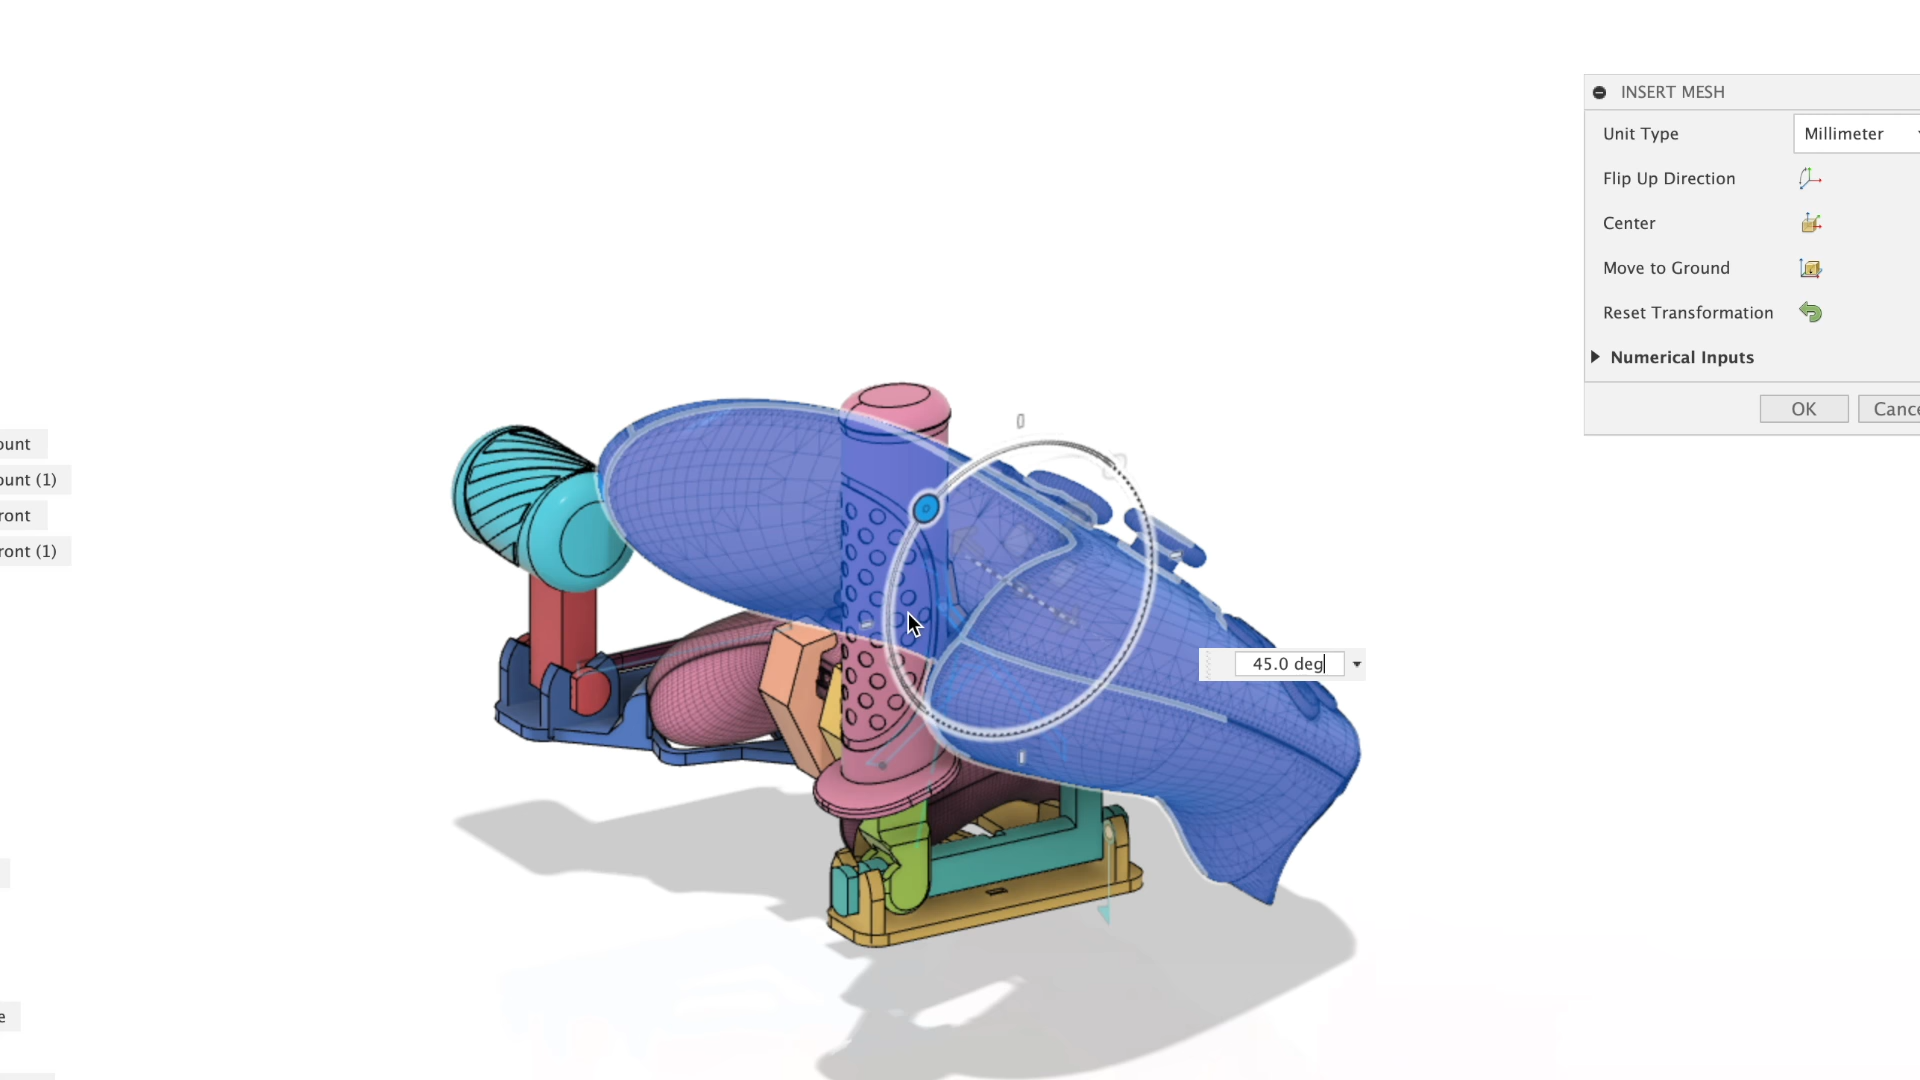 INSERT MESH
Unit Type
Millimeter
Flip Up Direction
Center
Move to Ground
Reset Transformation
Numerical Inputs
OK
Cance
ount
ount (1)
ront
ront (1)
45.0 deg
e